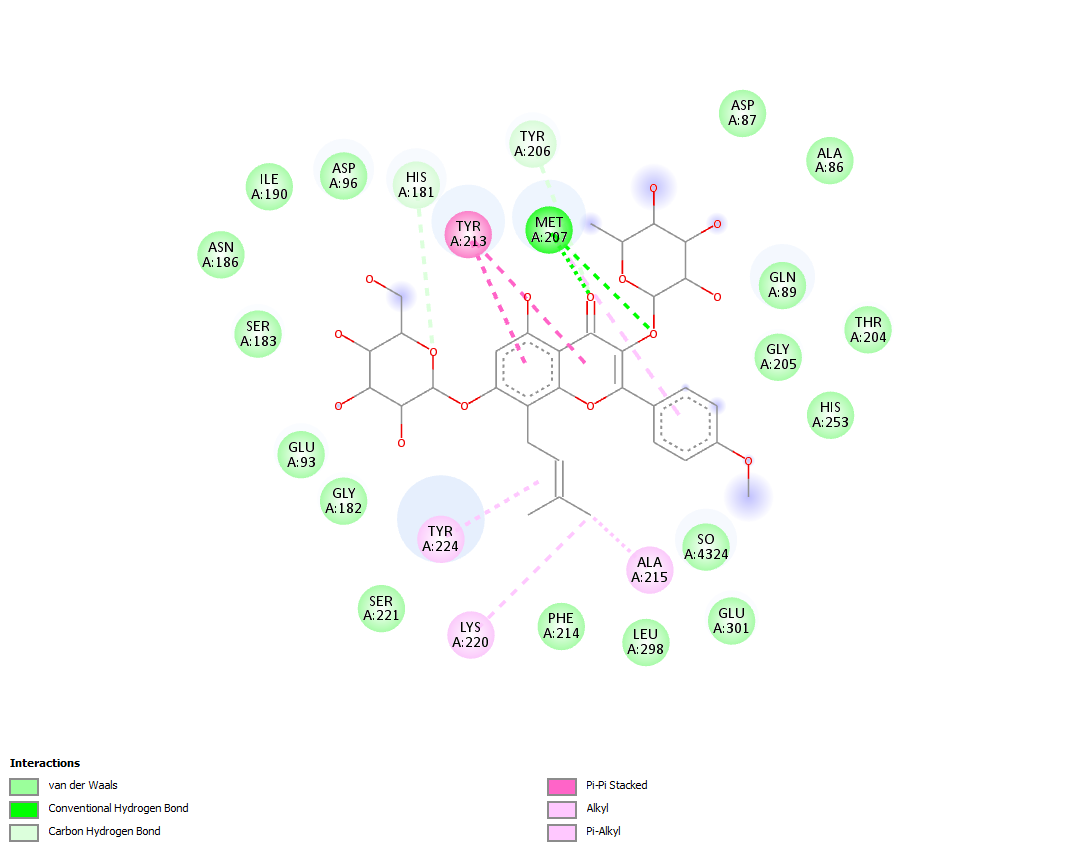 ASP
A:87
TYR
A:206
ALA
A:86
ILE
A:190
ASP
A:96
HIS
A:181
TYR
A:213
MET
A:207
O
O
ASN
A:186
O
GLN
A:89
O
O
O
O
O
SER
A:183
O
O
O
GLY
A:205
THR
A:204
O
O
O
O
HIS
A:253
O
GLU
A:93
O
GLY
A:182
TYR
A:224
SO
A:4324
ALA
A:215
SER
A:221
LYS
A:220
PHE
A:214
LEU
A:298
GLU
A:301
Interactions
van der Waals
Conventional Hydrogen Bond
Carbon Hydrogen Bond
Pi-Pi Stacked
Alkyl
Pi-Alkyl